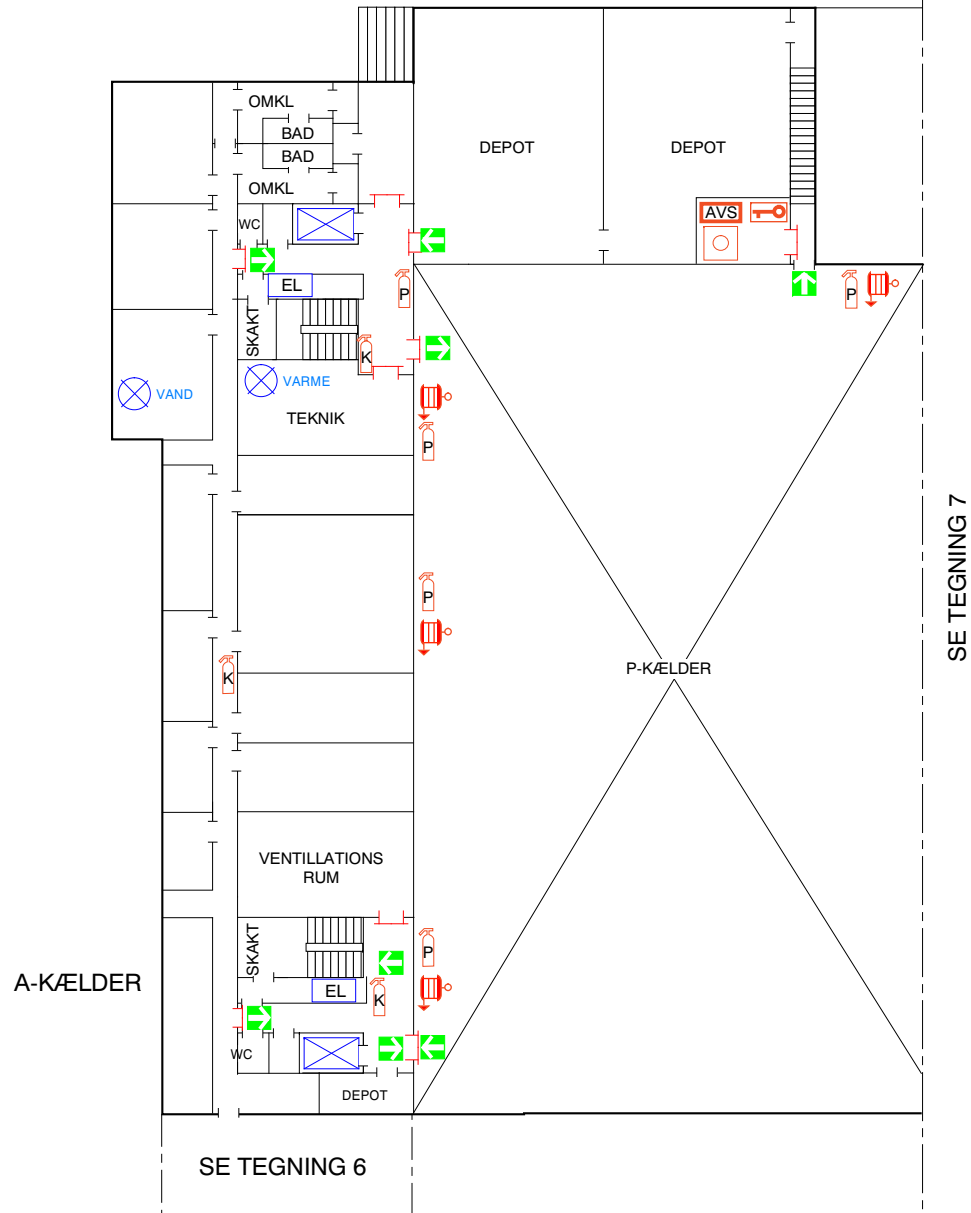 OMKL
BAD
BAD
OMKL
DEPOT
DEPOT
AVS
WC
EL
P
P
SKAKT
K
VAND
VARME
TEKNIK
P
SE TEGNING 7
P
K
P-KÆLDER
VENTILLATIONS
RUM
SKAKT
P
A-KÆLDER
EL
K
WC
DEPOT
SE TEGNING 6